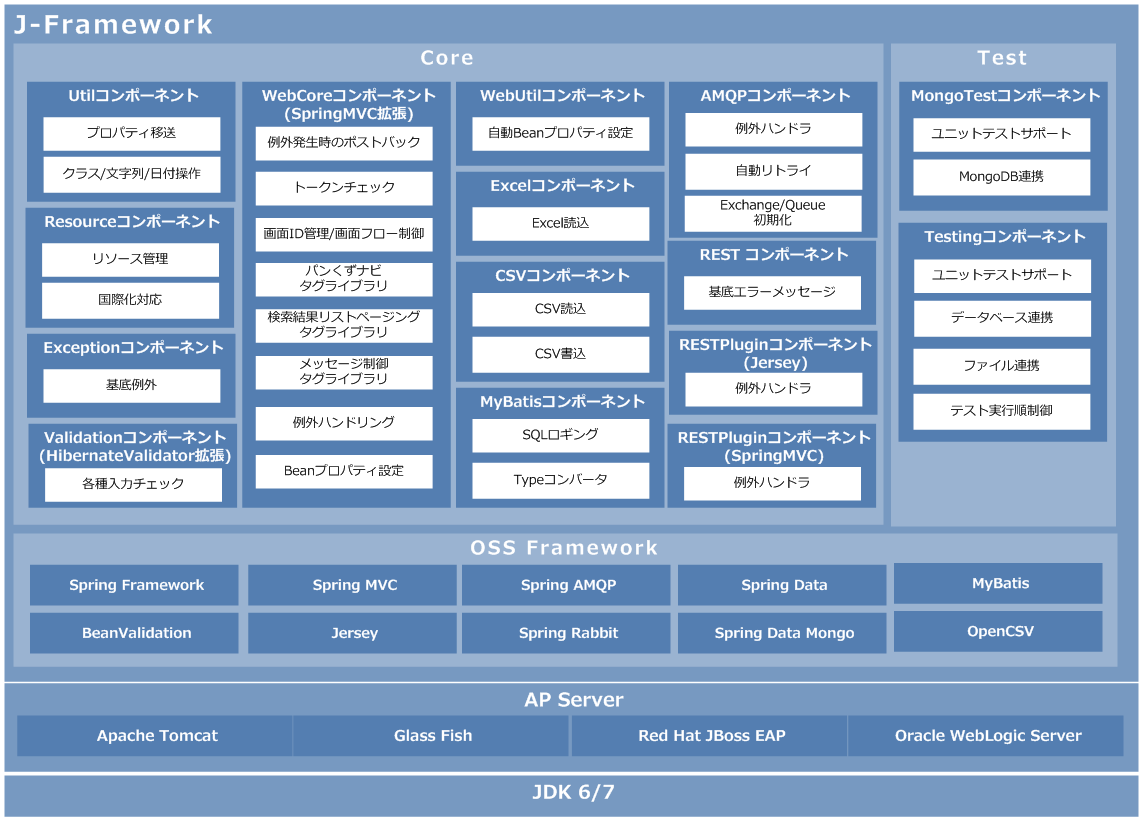 J-Framework
Core
Utilコンポーネント
プロパティ移送
クラス/文字列/日付操作
Resourceコンポーネント
リソース管理
国際化対応
Exceptionコンポーネント
基底例外
Validationコンポーネント
(HibernateValidator拡張)
各種入力チェック
WebCoreコンポーネント
(SpringMVC拡張)
例外発生時のポストバック
トークンチェック
画面ID管理/画面フロー制御
パンくずナビ
タグライブラリ
検索結果リストページング
タグライブラリ
メッセージ制御
タグライブラリ
例外ハンドリング
Beanプロパティ設定
WebUtilコンポーネント
自動Beanプロパティ設定
Excelコンポーネント
Excel読込
CSVコンポーネント
CSV読込
CSV書込
MyBatisコンポーネント
SQLロギング
Typeコンバータ
AMQPコンポーネント
例外ハンドラ
自動リトライ
Exchange/Queue
初期化
REST コンポーネント
基底エラーメッセージ
RESTPluginコンポーネント
(Jersey)
例外ハンドラ
RESTPluginコンポーネント
(SpringMVC)
例外ハンドラ
Test
MongoTestコンポーネント
ユニットテストサポート
MongoDB連携
Testingコンポーネント
ユニットテストサポート
データベース連携
ファイル連携
テスト実行順制御
OSS Framework
Spring Framework
Spring MVC
Spring AMQP
Spring Data
MyBatis
BeanValidation
Jersey
Spring Rabbit
Spring Data Mongo
OpenCSV
AP Server
Apache Tomcat
Glass Fish
Red Hat JBoss EAP
Oracle WebLogic Server
JDK 6/7